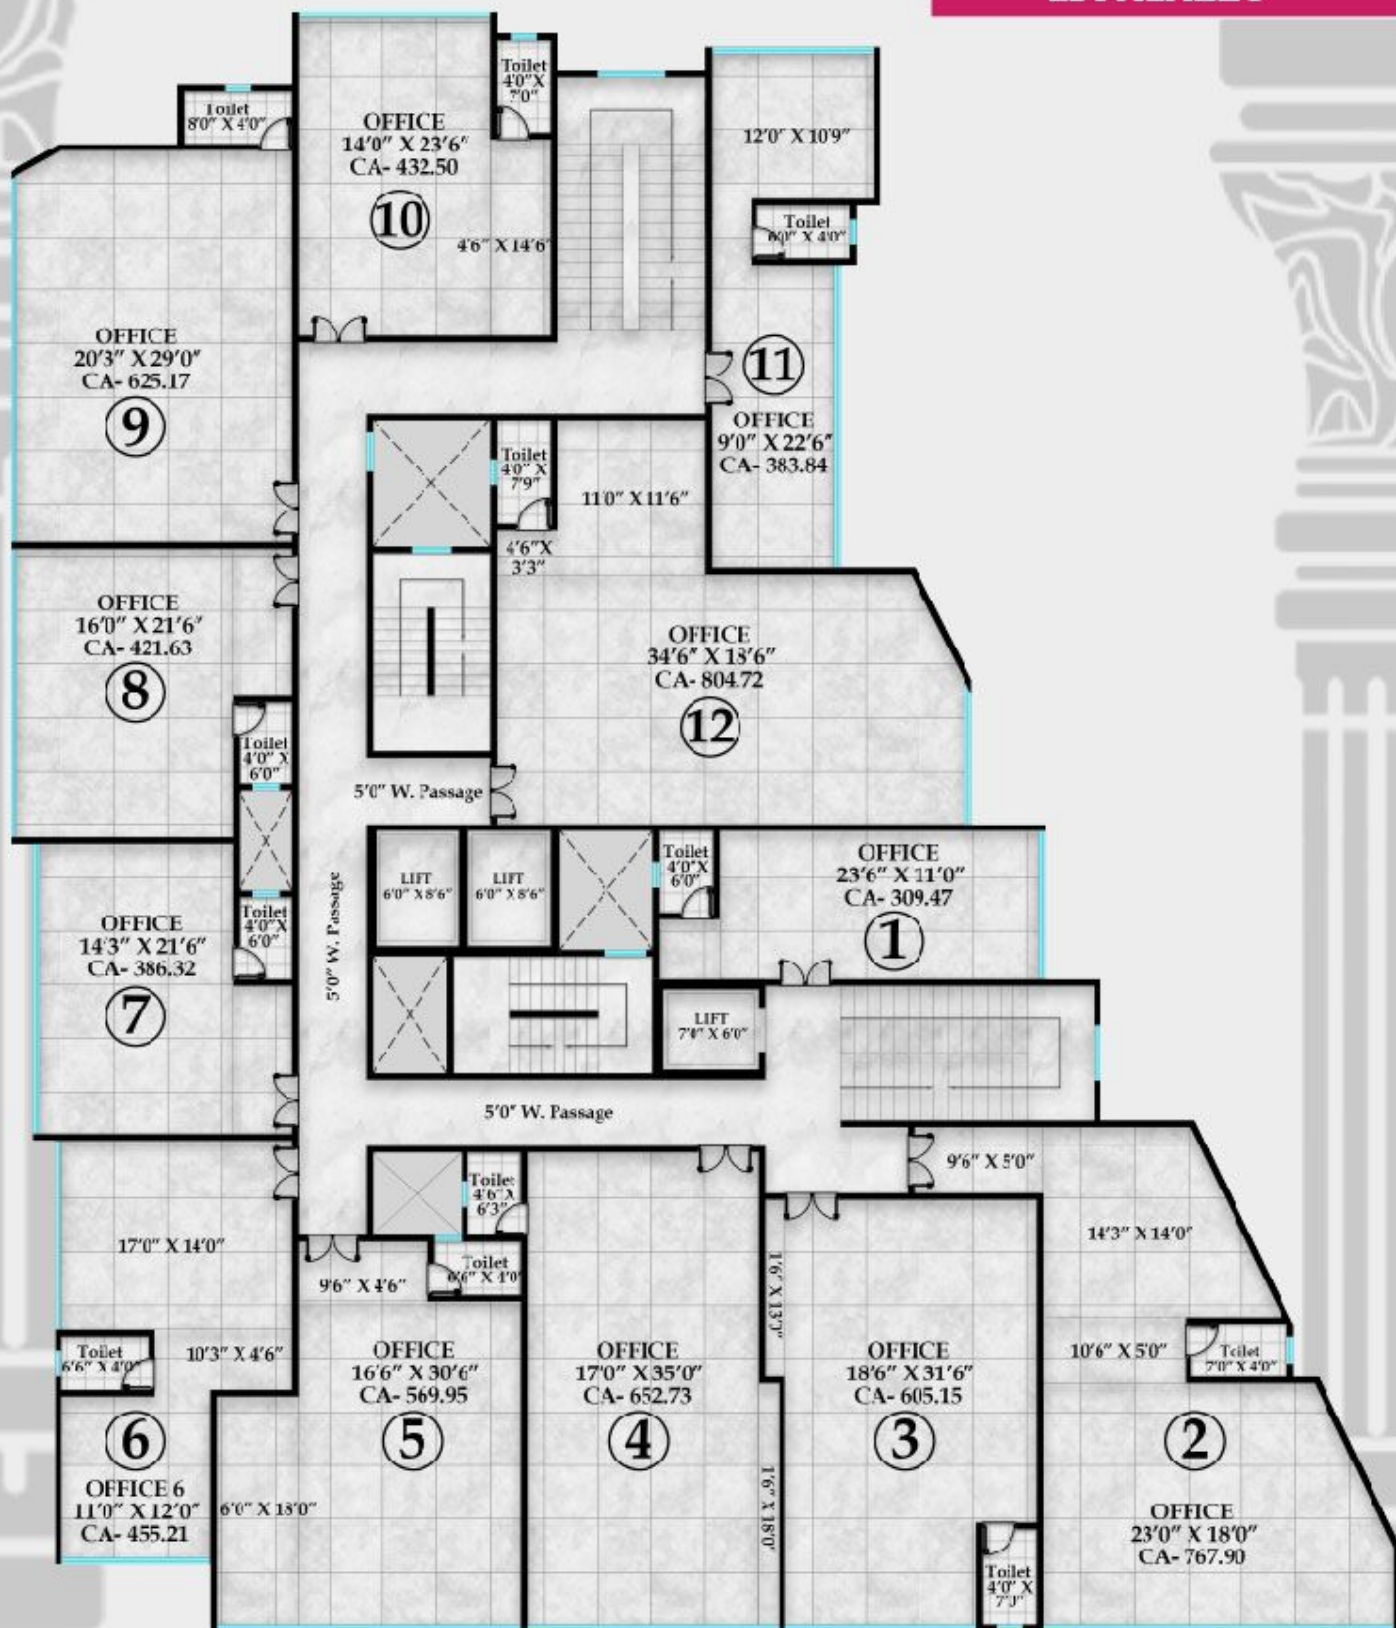 Toilet
4'0" X
7'0"
Toilet
8'0" X 4'0"
OFFICE
14'0" X 23'6"
CA- 432.50
10
4'6" X 14'6"
12'0" X 10'9"
Toilet
6'0" X 4'0"
OFFICE
20'3" X 29'0"
CA- 625.17
9
11
OFFICE
9'0" X 22'6"
CA- 383.84
Toilet
4'0" X
7'9"
11'0" X 11'6"
4'6" X
3'3"
OFFICE
16'0" X 21'6"
CA- 421.63
8
OFFICE
34'6" X 18'6"
CA- 804.72
12
Toilet
4'0" X
6'0"
5'0" W. Passage
LIFT
6'0" X 8'6"
LIFT
6'0" X 8'6"
Toilet
4'0" X
6'0"
OFFICE
23'6" X 11'0"
CA- 309.47
1
5'0" W. Passage
OFFICE
14'3" X 21'6"
CA- 386.32
7
Toilet
4'0" X
6'0"
LIFT
7'0" X 6'0"
5'0" W. Passage
9'6" X 5'0"
Toilet
4'6" X
6'3"
17'0" X 14'0"
14'3" X 14'0"
9'6" X 4'6"
Toilet
6'6" X 4'0"
Toilet
6'6" X 4'0"
10'3" X 4'6"
OFFICE
16'6" X 30'6"
CA- 569.95
5
OFFICE
17'0" X 35'0"
CA- 652.73
4
OFFICE
18'6" X 31'6"
CA- 605.15
3
10'6" X 5'0"
Toilet
7'0" X 4'0"
6
OFFICE 6
11'0" X 12'0"
CA- 455.21
6'0" X 18'0"
1'6" X 18'0"
2
OFFICE
23'0" X 18'0"
CA- 767.90
Toilet
4'0" X